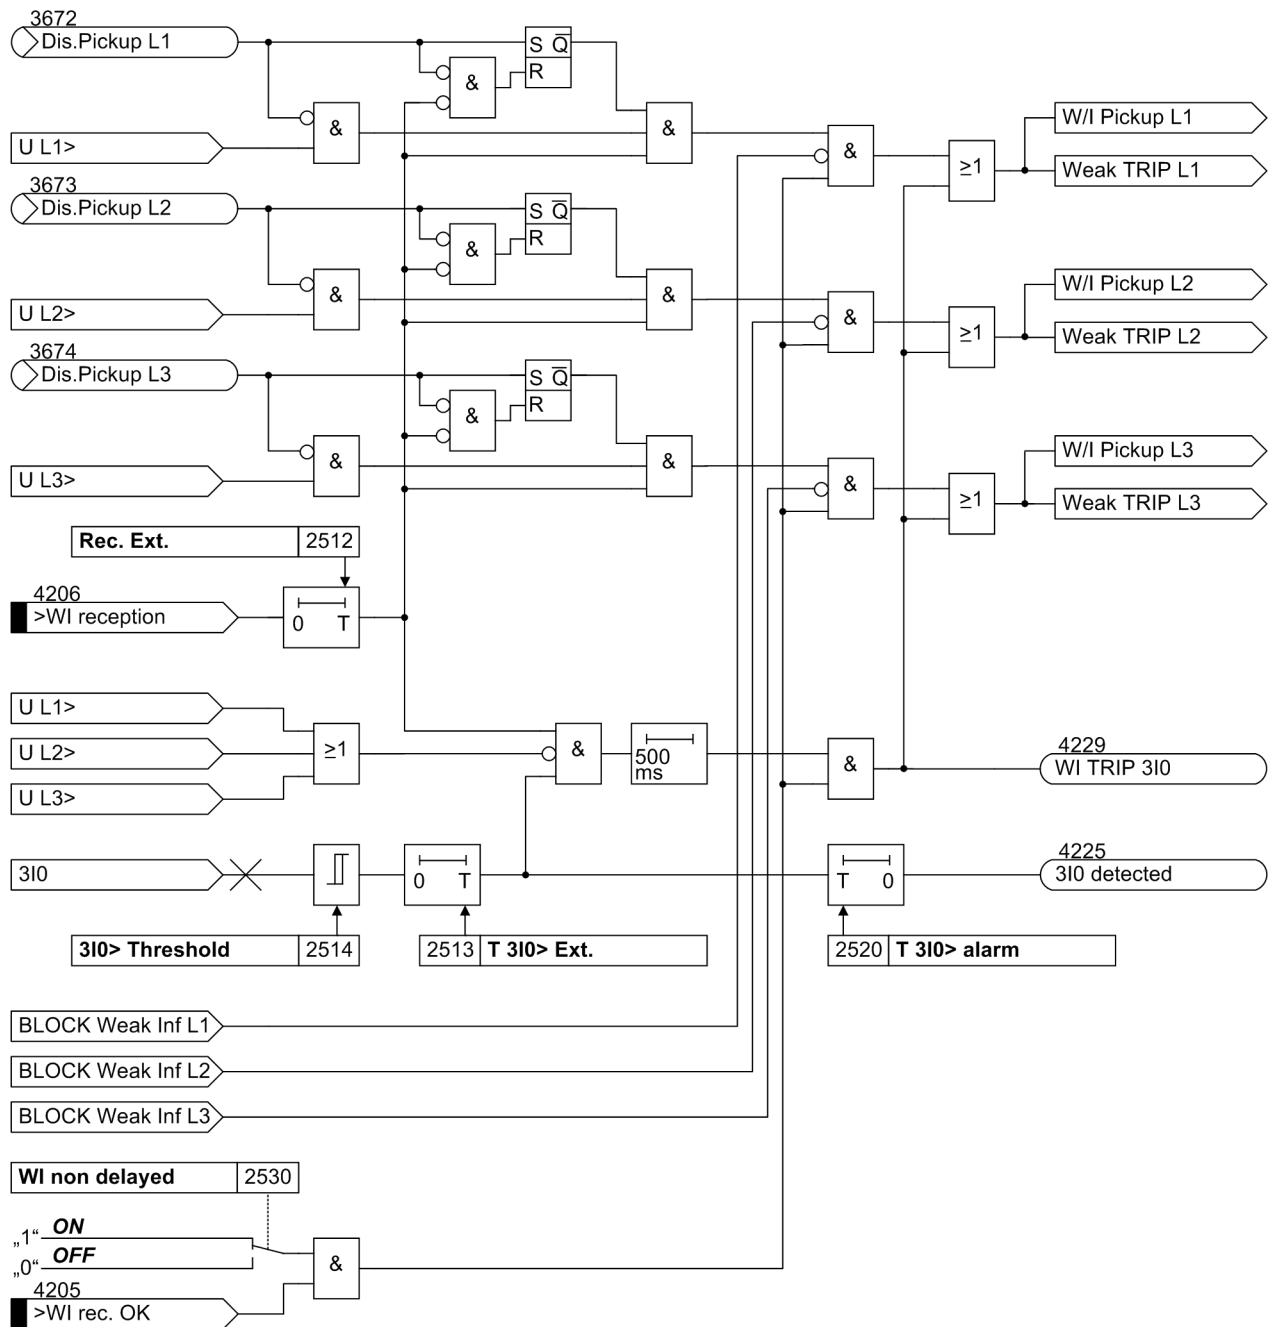 3672
Dis.Pickup L1
S Q̅
R
&
&
&
U L1>
&
≥1
W/I Pickup L1
Weak TRIP L1
3673
Dis.Pickup L2
S Q̅
R
&
&
&
U L2>
&
≥1
W/I Pickup L2
Weak TRIP L2
3674
Dis.Pickup L3
S Q̅
R
&
&
&
U L3>
&
≥1
W/I Pickup L3
Weak TRIP L3
Rec. Ext. 2512
4206
>WI reception
0 T
U L1>
U L2>
U L3>
≥1
&
500
ms
&
4229
WI TRIP 3I0
3I0
0 T
T 0
4225
3I0 detected
3I0> Threshold 2514
2513 T 3I0> Ext.
2520 T 3I0> alarm
BLOCK Weak Inf L1
BLOCK Weak Inf L2
BLOCK Weak Inf L3
WI non delayed 2530
„1“ ON
„0“ OFF
&
4205
>WI rec. OK